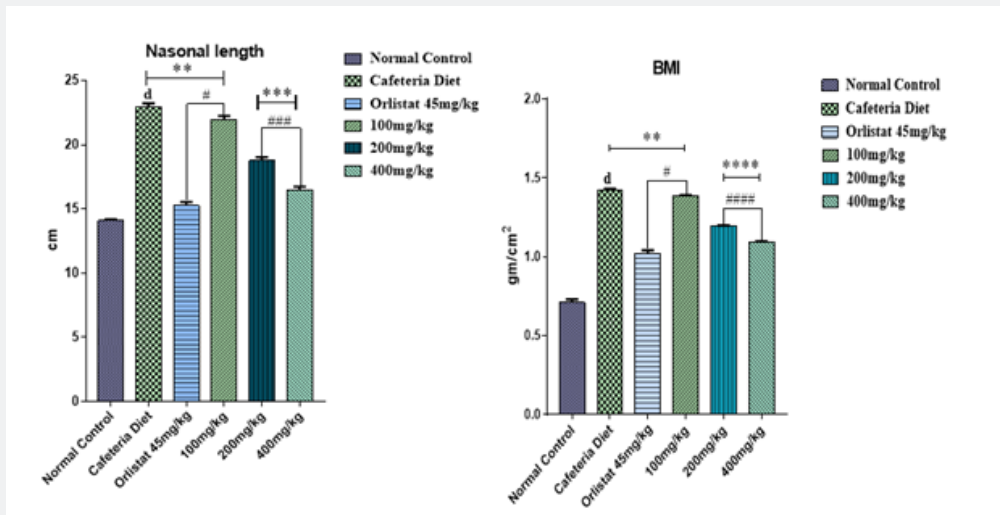 Nasonal length
**
#
***
###
d
25
20
15
10
5
0
cm
Normal Control
Cafeteria Diet
Orlistat 45mg/kg
100mg/kg
200mg/kg
400mg/kg
Normal Control
Cafeteria Diet
Orlistat 45mg/kg
100mg/kg
200mg/kg
400mg/kg
BMI
**
#
****
####
d
2.0
1.5
1.0
0.5
0.0
gm/cm²
Normal Control
Cafeteria Diet
Orlistat 45mg/kg
100mg/kg
200mg/kg
400mg/kg
Normal Control
Cafeteria Diet
Orlistat 45mg/kg
100mg/kg
200mg/kg
400mg/kg